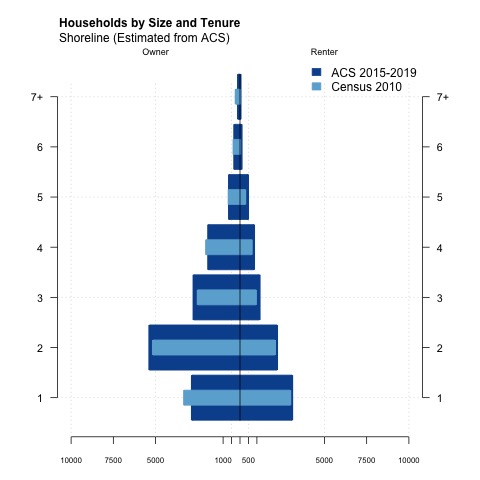 Households by Size and Tenure
Shoreline (Estimated from ACS)
Owner Renter
ACS 2015-2019
Census 2010
7+ 7+
6 6
5 5
4 4
3 3
2 2
1 1
10000 7500 5000 1000 500 5000 7500 10000